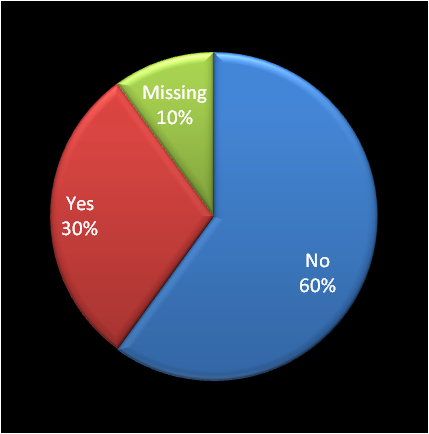 Missing
10%
Yes
30%
No
60%